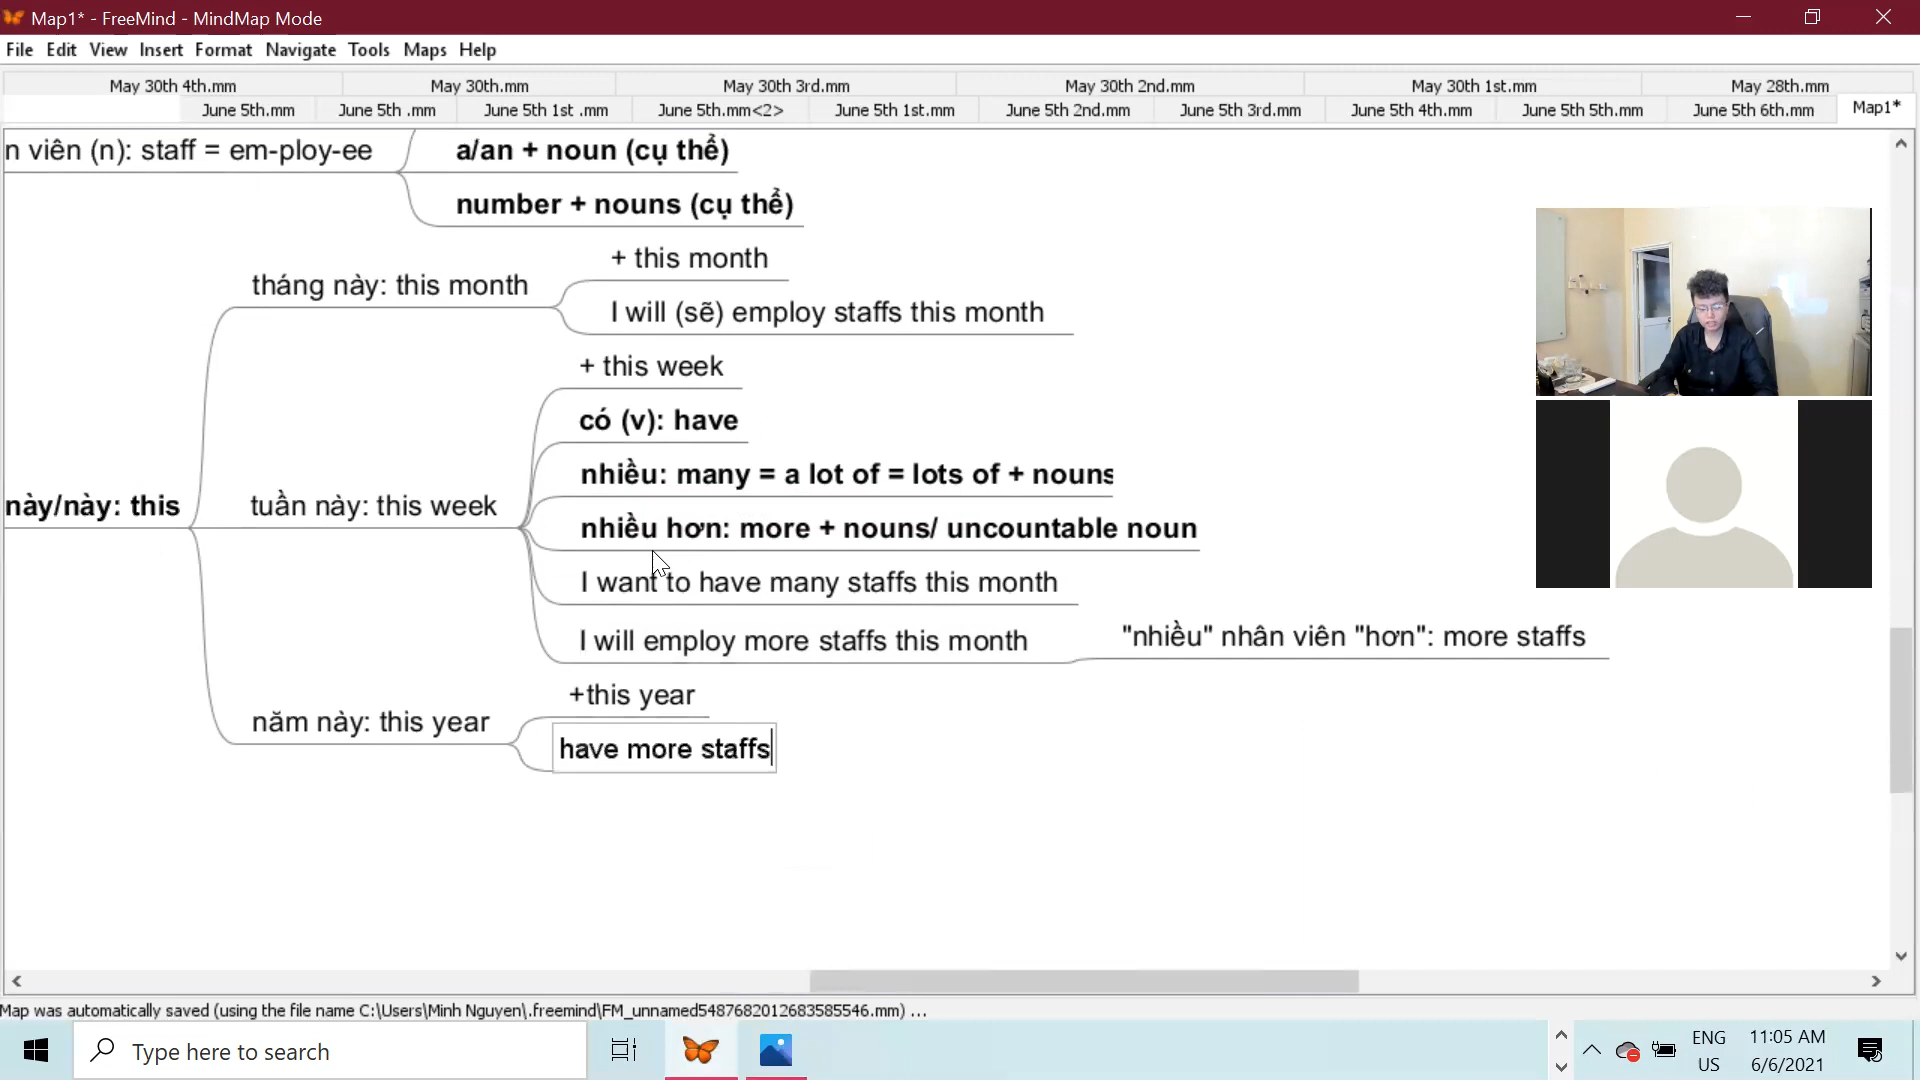 Map1* - FreeMind - MindMap Mode
File Edit View Insert Format Navigate Tools Maps Help
May 30th 4th.mm May 30th.mm May 30th 3rd.mm May 30th 2nd.mm May 30th 1st.mm May 28th.mm
June 5th.mm June 5th .mm June 5th 1st .mm June 5th.mm<2> June 5th 1st.mm June 5th 2nd.mm June 5th 3rd.mm June 5th 4th.mm June 5th 5th.mm June 5th 6th.mm Map1*
n viên (n): staff = em-ploy-ee
a/an + noun (cụ thể)
number + nouns (cụ thể)
này/này: this
tháng này: this month
+ this month
I will (sẽ) employ staffs this month
tuần này: this week
+ this week
có (v): have
nhiều: many = a lot of = lots of + nouns
nhiều hơn: more + nouns/ uncountable noun
I want to have many staffs this month
I will employ more staffs this month
"nhiều" nhân viên "hơn": more staffs
năm này: this year
+this year
have more staffs
Map was automatically saved (using the file name C:\Users\Minh Nguyen\.freemind\FM_unnamed5487682012683585546.mm) ...
Type here to search
ENG
US
11:05 AM
6/6/2021